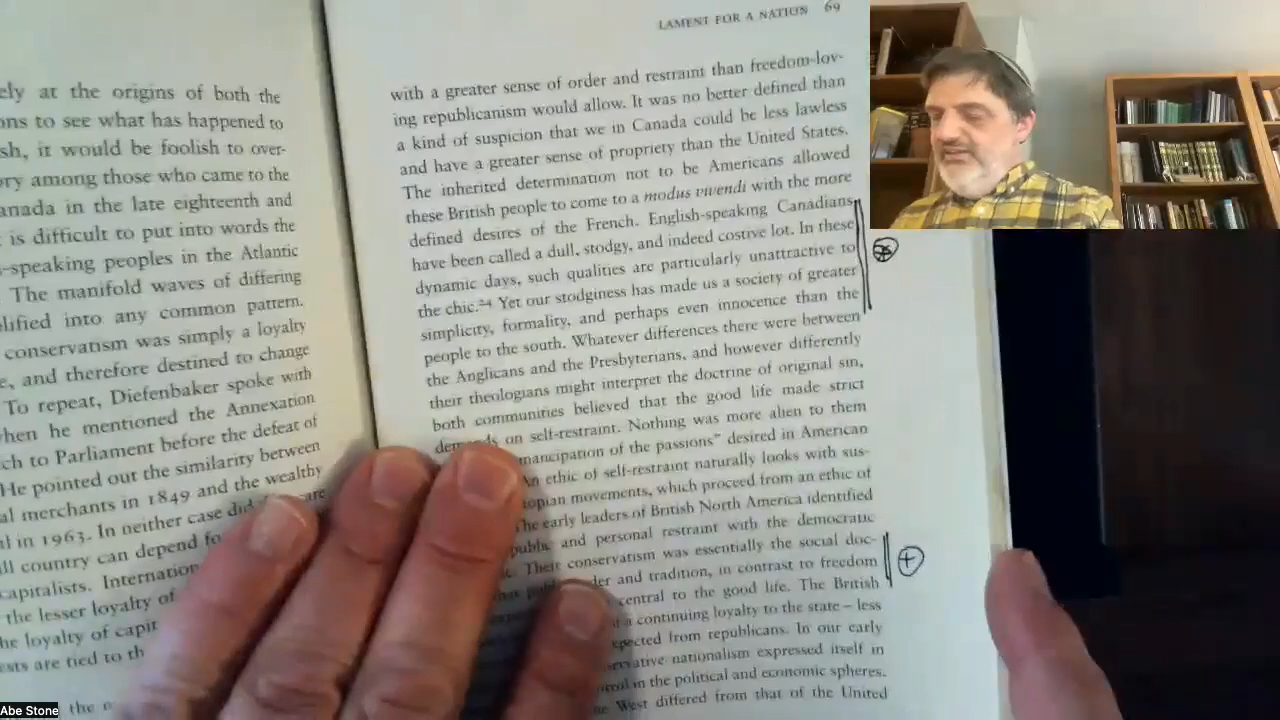 ely at the origins of both the
ons to see what has happened to
sh, it would be foolish to over-
ory among those who came to the
anada in the late eighteenth and
is difficult to put into words the
-speaking peoples in the Atlantic
The manifold waves of differing
lified into any common pattern.
conservatism was simply a loyalty
e, and therefore destined to change
To repeat, Diefenbaker spoke with
when he mentioned the Annexation
ch to Parliament before the defeat of
He pointed out the similarity between
al merchants in 1849 and the wealthy
l in 1963. In neither case did are
ll country can depend fo
capitalists. Internation
the lesser loyalty of
he loyalty of capit
ests are tied to th
the
LAMENT FOR A NATION 69
with a greater sense of order and restraint than freedom-lov-
ing republicanism would allow. It was no better defined than
a kind of suspicion that we in Canada could be less lawless
and have a greater sense of propriety than the United States.
The inherited determination not to be Americans allowed
these British people to come to a modus vivendi with the more
defined desires of the French. English-speaking Canadians
have been called a dull, stodgy, and indeed costive lot. In these
dynamic days, such qualities are particularly unattractive to
the chic.24 Yet our stodginess has made us a society of greater
simplicity, formality, and perhaps even innocence than the
people to the south. Whatever differences there were between
the Anglicans and the Presbyterians, and however differently
their theologians might interpret the doctrine of original sin,
both communities believed that the good life made strict
demands on self-restraint. Nothing was more alien to them
mancipation of the passions" desired in American
An ethic of self-restraint naturally looks with sus-
topian movements, which proceed from an ethic of
The early leaders of British North America identified
public and personal restraint with the democratic
Their conservatism was essentially the social doc-
der and tradition, in contrast to freedom
central to the good life. The British
t a continuing loyalty to the state – less
xpected from republicans. In our early
servative nationalism expressed itself in
ntrol in the political and economic spheres.
e West differed from that of the United
Abe Stone